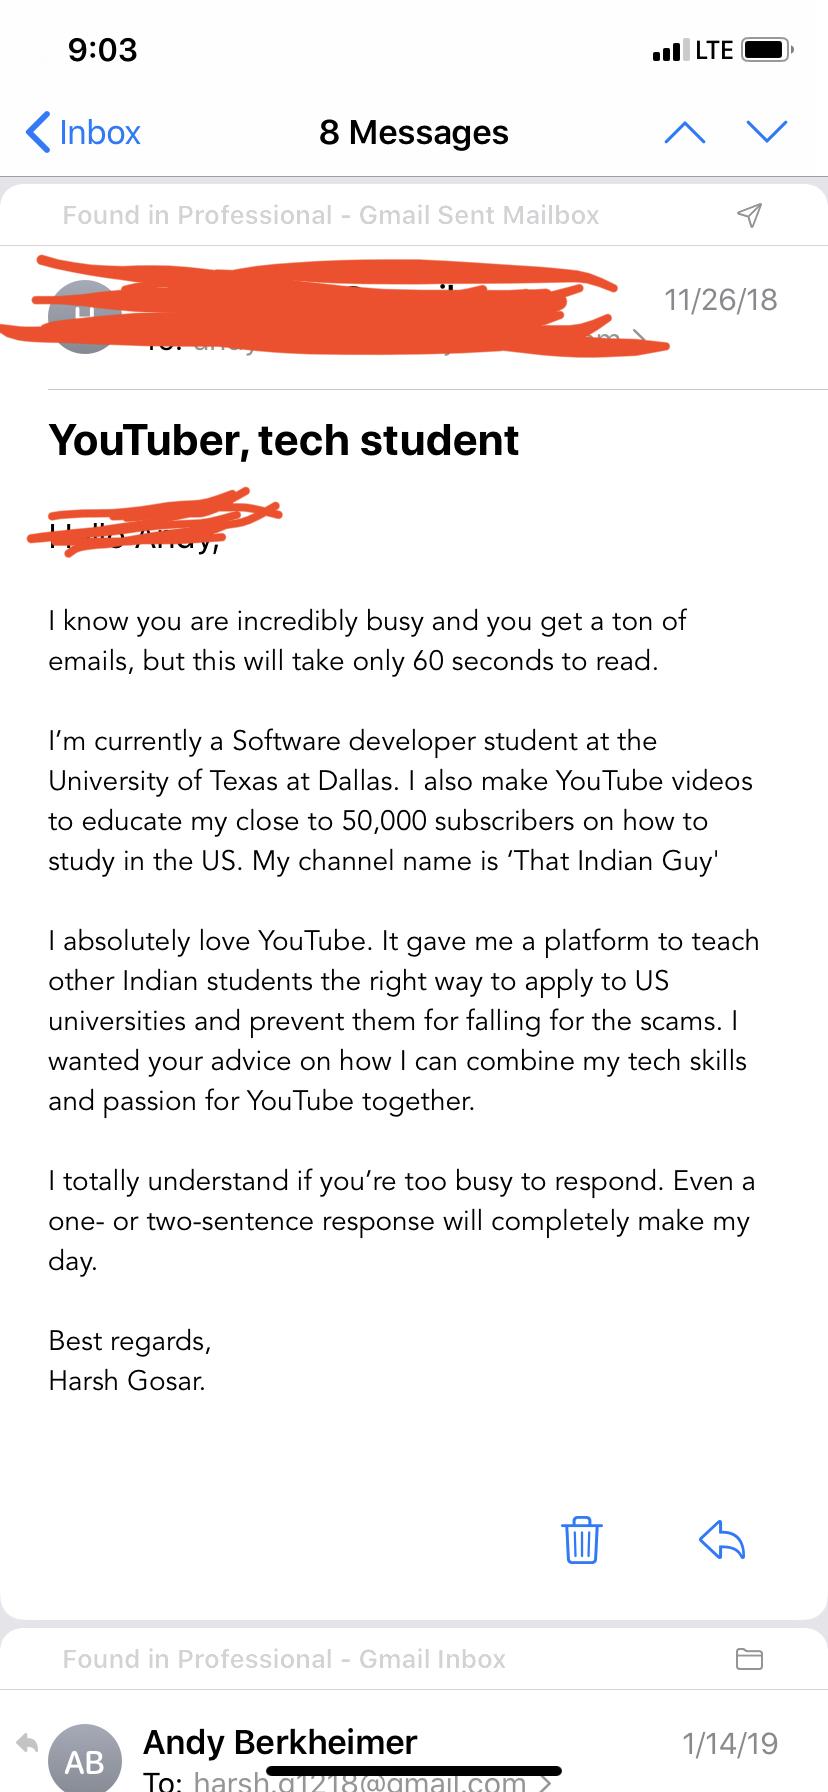 9:03
LTE
Inbox
8 Messages
Found in Professional - Gmail Sent Mailbox
11/26/18
To:
YouTuber, tech student
I know you are incredibly busy and you get a ton of
emails, but this will take only 60 seconds to read.
I’m currently a Software developer student at the
University of Texas at Dallas. I also make YouTube videos
to educate my close to 50,000 subscribers on how to
study in the US. My channel name is ‘That Indian Guy'
I absolutely love YouTube. It gave me a platform to teach
other Indian students the right way to apply to US
universities and prevent them for falling for the scams. I
wanted your advice on how I can combine my tech skills
and passion for YouTube together.
I totally understand if you’re too busy to respond. Even a
one- or two-sentence response will completely make my
day.
Best regards,
Harsh Gosar.
Found in Professional - Gmail Inbox
AB
Andy Berkheimer
1/14/19
To: